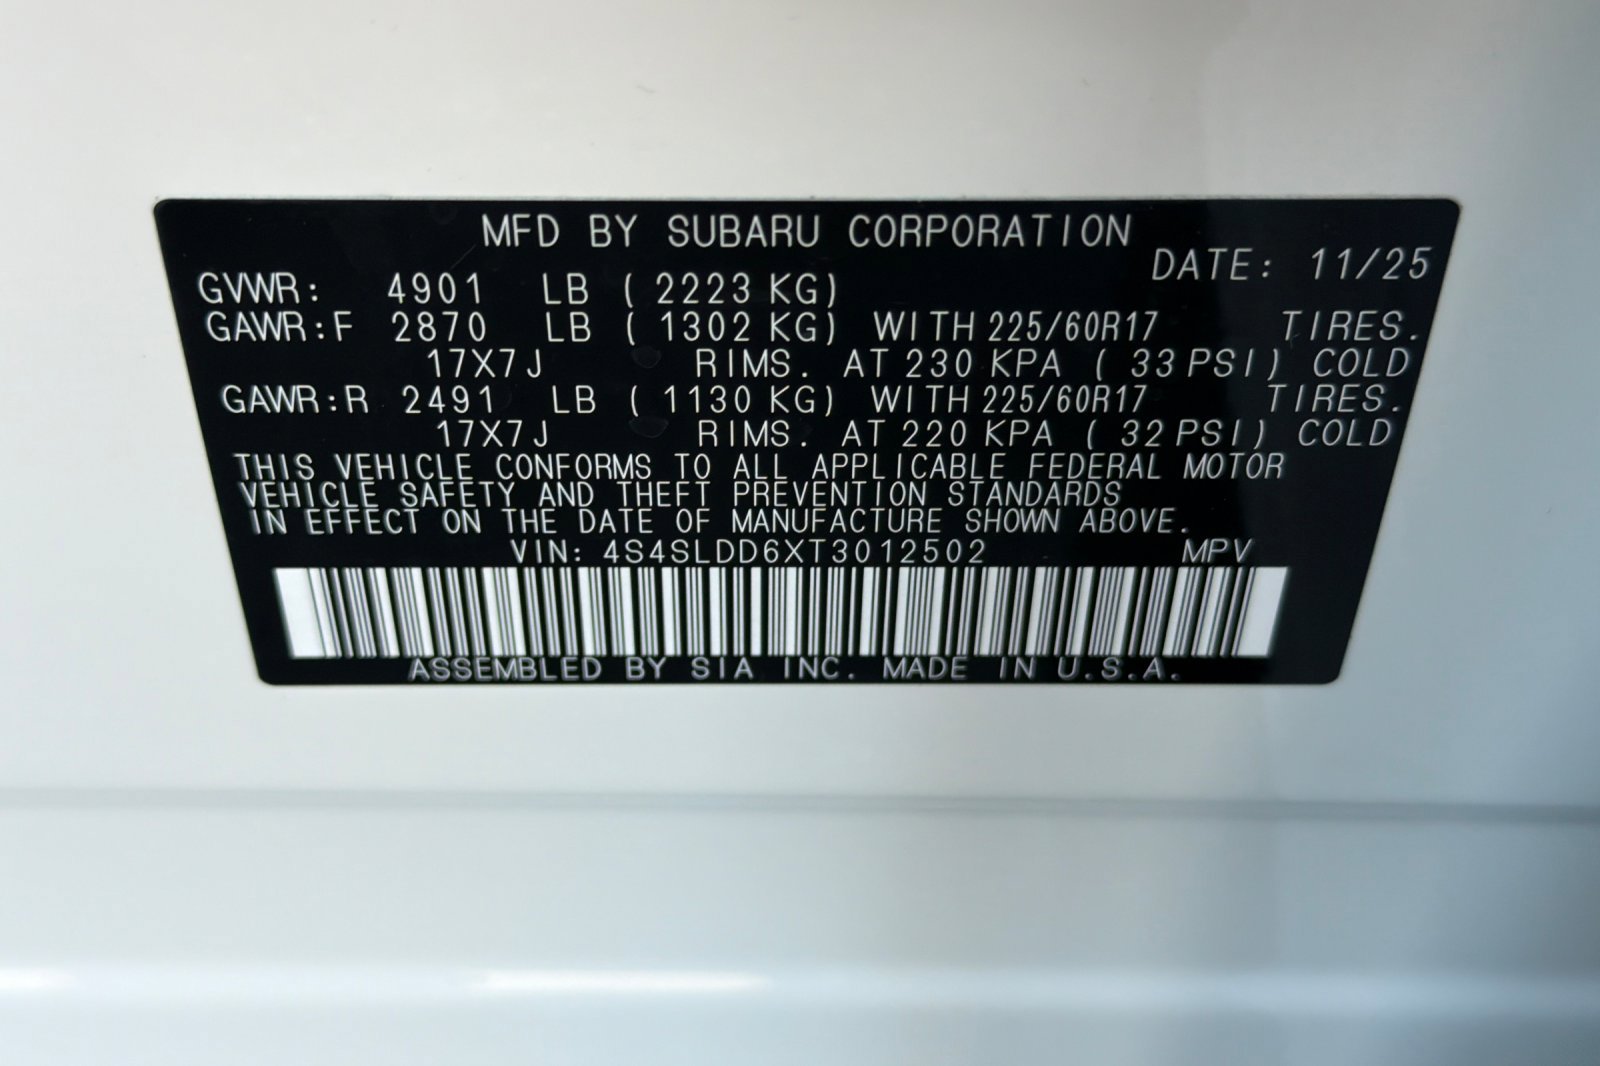 MFD BY SUBARU CORPORATION
DATE: 11/25
GVWR: 4901 LB ( 2223 KG)
GAWR:F 2870 LB ( 1302 KG) WITH 225/60R17 TIRES.
17X7J RIMS. AT 230 KPA ( 33 PSI) COLD
GAWR:R 2491 LB ( 1130 KG) WITH 225/60R17 TIRES.
17X7J RIMS. AT 220 KPA ( 32 PSI) COLD
THIS VEHICLE CONFORMS TO ALL APPLICABLE FEDERAL MOTOR
VEHICLE SAFETY AND THEFT PREVENTION STANDARDS
IN EFFECT ON THE DATE OF MANUFACTURE SHOWN ABOVE.
VIN: 4S4SLDD6XT3012502 MPV
ASSEMBLED BY SIA INC. MADE IN U.S.A.